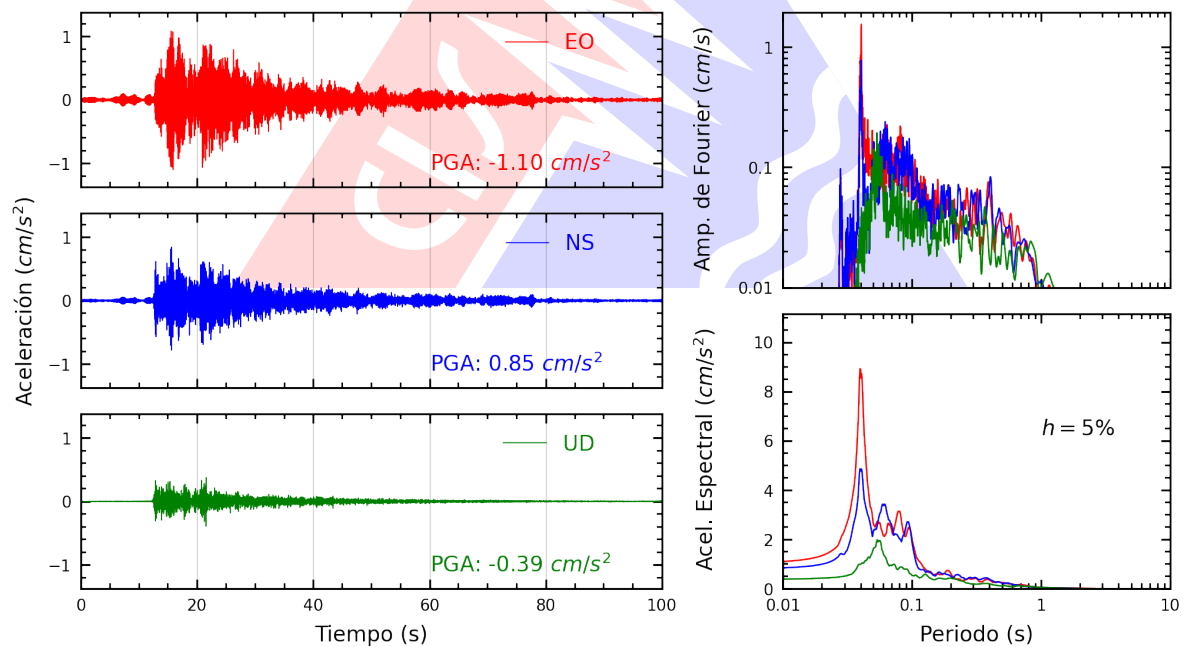 Aceleración (cm/s²)
1
0
−1
EO
PGA: -1.10 cm/s²
1
0
−1
NS
PGA: 0.85 cm/s²
1
0
−1
UD
PGA: -0.39 cm/s²
0 20 40 60 80 100
Tiempo (s)
Amp. de Fourier (cm/s)
1
0.1
0.01
Acel. Espectral (cm/s²)
10
8
6
4
2
0
h = 5%
0.01 0.1 1 10
Periodo (s)
CIS